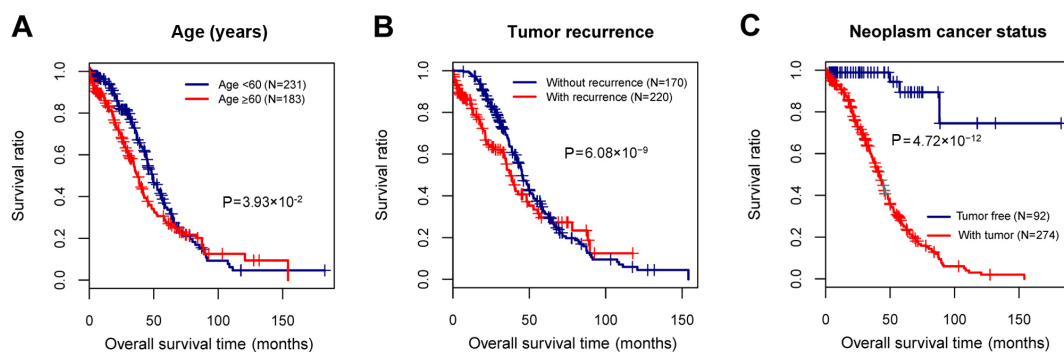 A
Age (years)
Survival ratio
1.0
0.8
0.6
0.4
0.2
0.0
Age <60 (N=231)
Age ≥60 (N=183)
P=3.93×10⁻²
0
50
100
150
Overall survival time (months)
B
Tumor recurrence
Survival ratio
1.0
0.8
0.6
0.4
0.2
0.0
Without recurrence (N=170)
With recurrence (N=220)
P=6.08×10⁻⁹
0
50
100
150
Overall survival time (months)
C
Neoplasm cancer status
Survival ratio
1.0
0.8
0.6
0.4
0.2
0.0
P=4.72×10⁻¹²
Tumor free (N=92)
With tumor (N=274)
0
50
100
150
Overall survival time (months)